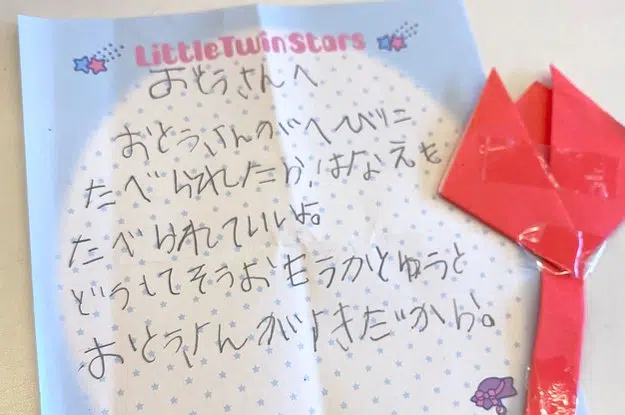 LittleTwinStars
おとうさんへ
おとうさんがへびに
たべられたら、はなえも
たべられていいよ。
どうしてそうおもうかとゆうと
おとうさんがすきだから。